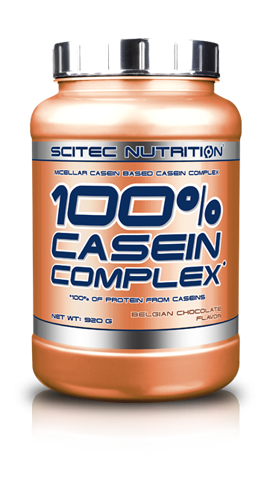 SCITEC NUTRITION
MICELLAR CASEIN BASED CASEIN COMPLEX
100%
CASEIN
COMPLEX*
*100% OF PROTEIN FROM CASEINS
BELGIAN CHOCOLATE
FLAVOR
NET WT: 920 G